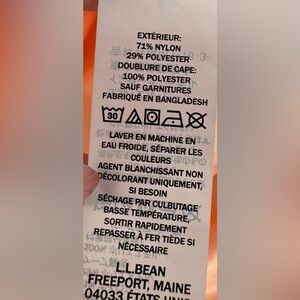 EXTÉRIEUR:
71% NYLON
29% POLYESTER
DOUBLURE DE CAPE:
100% POLYESTER
SAUF GARNITURES
FABRIQUÉ EN BANGLADESH
30
LAVER EN MACHINE EN
EAU FROIDE, SÉPARER LES
COULEURS
AGENT BLANCHISSANT NON
DÉCOLORANT UNIQUEMENT,
SI BESOIN
SÉCHAGE PAR CULBUTAGE
BASSE TEMPÉRATURE,
SORTIR RAPIDEMENT
REPASSER À FER TIÈDE SI
NÉCESSAIRE
L.L.BEAN
FREEPORT, MAINE
04033 ÉTATS